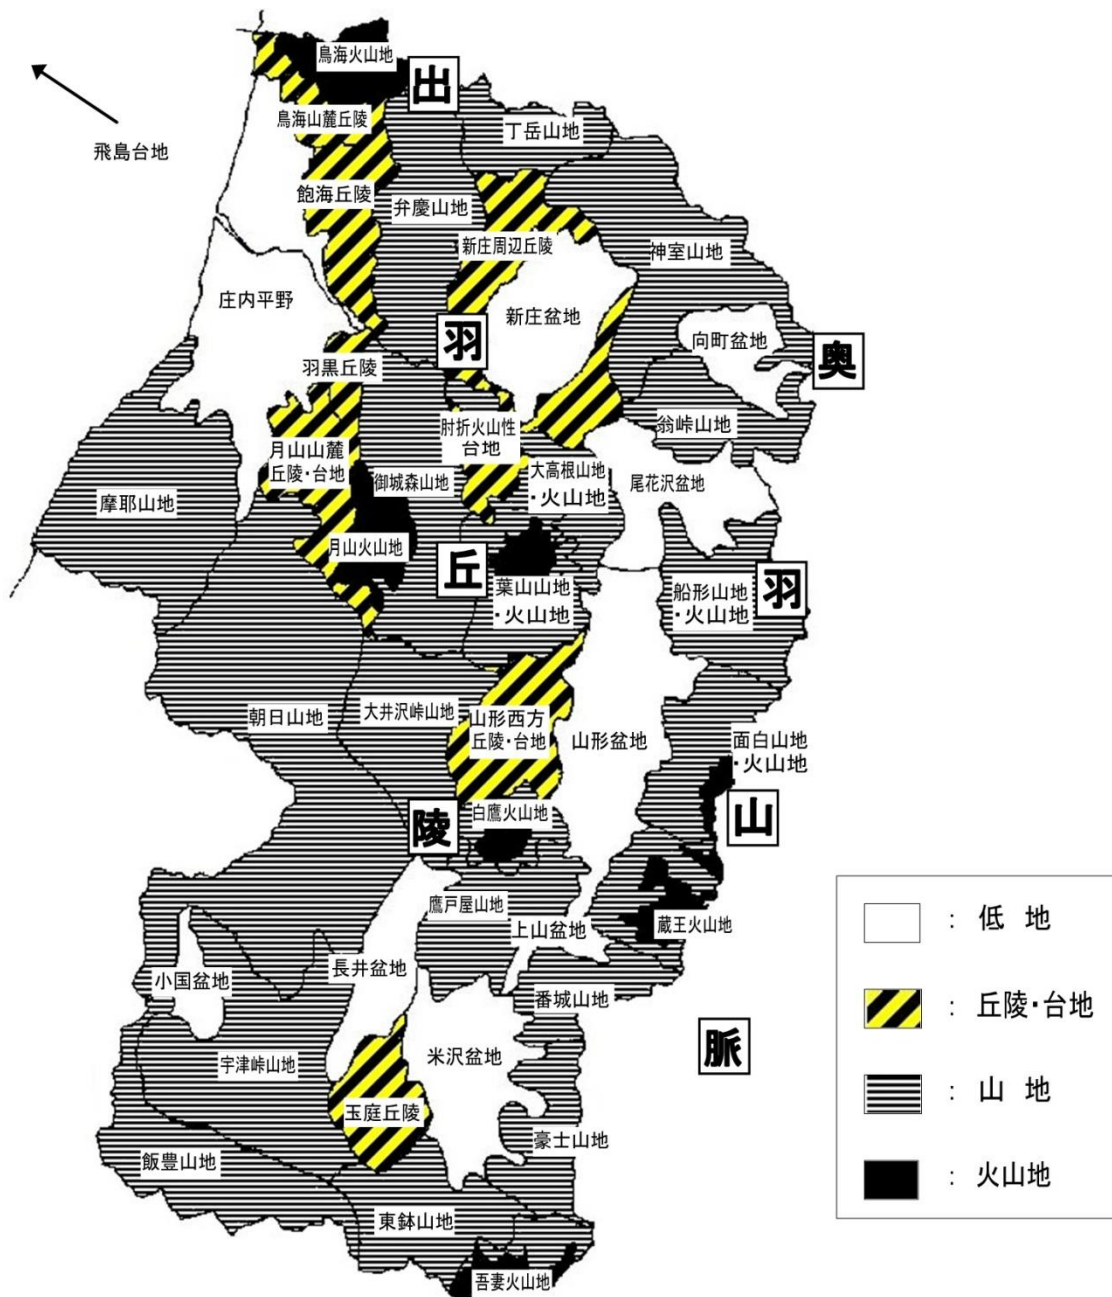 鳥海火山地
出
飛島台地
鳥海山麓丘陵
丁岳山地
飽海丘陵
弁慶山地
新庄周辺丘陵
神室山地
庄内平野
新庄盆地
羽
向町盆地
奥
羽黒丘陵
肘折火山性
台地
翁峠山地
月山山麓
丘陵・台地
御城森山地
大高根山地
・火山地
尾花沢盆地
摩耶山地
月山火山地
丘
葉山山地
・火山地
船形山地
・火山地
羽
朝日山地
大井沢峠山地
山形西方
丘陵・台地
山形盆地
面白山地
・火山地
陵
白鷹火山地
山
鷹戸屋山地
上山盆地
蔵王火山地
小国盆地
長井盆地
番城山地
脈
宇津峠山地
米沢盆地
玉庭丘陵
豪士山地
飯豊山地
東鉢山地
吾妻火山地
：低 地
：丘陵・台地
：山 地
：火山地